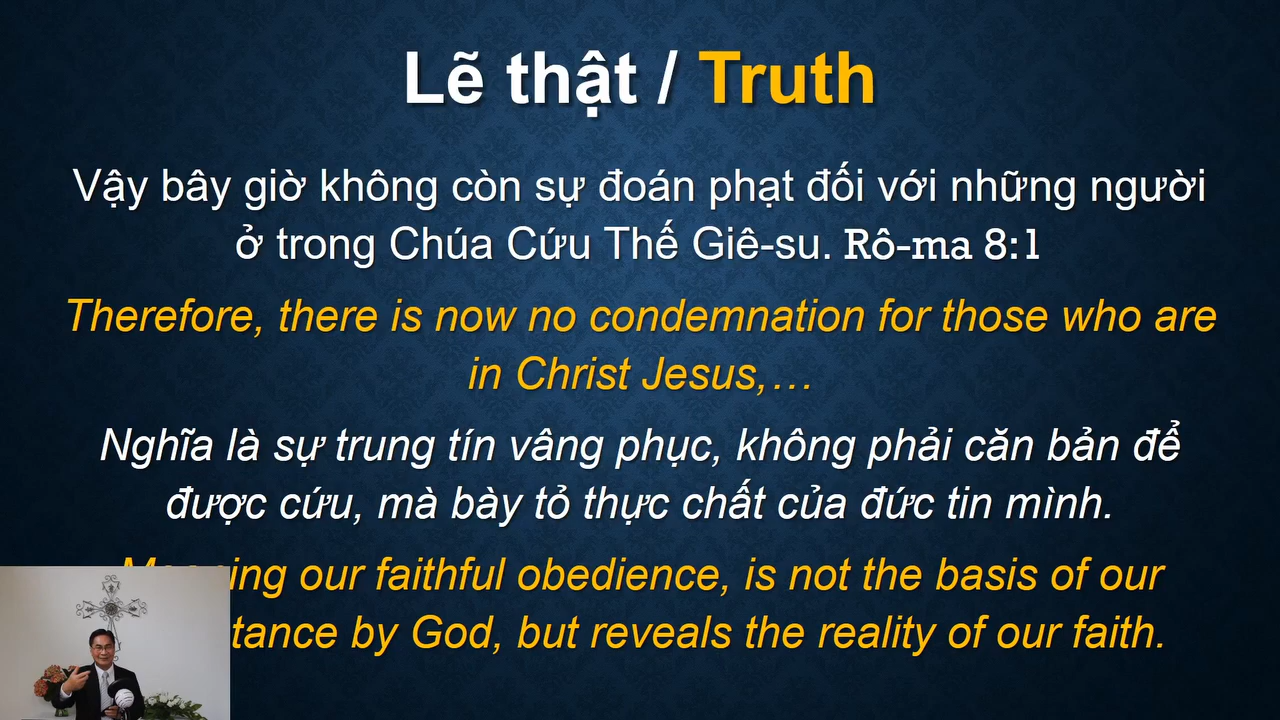 Lẽ thật / Truth
Vậy bây giờ không còn sự đoán phạt đối với những người
ở trong Chúa Cứu Thế Giê-su. Rô-ma 8:1
Therefore, there is now no condemnation for those who are
in Christ Jesus,…
Nghĩa là sự trung tín vâng phục, không phải căn bản để
được cứu, mà bày tỏ thực chất của đức tin mình.
our faithful obedience, is not the basis of our
by God, but reveals the reality of our faith.